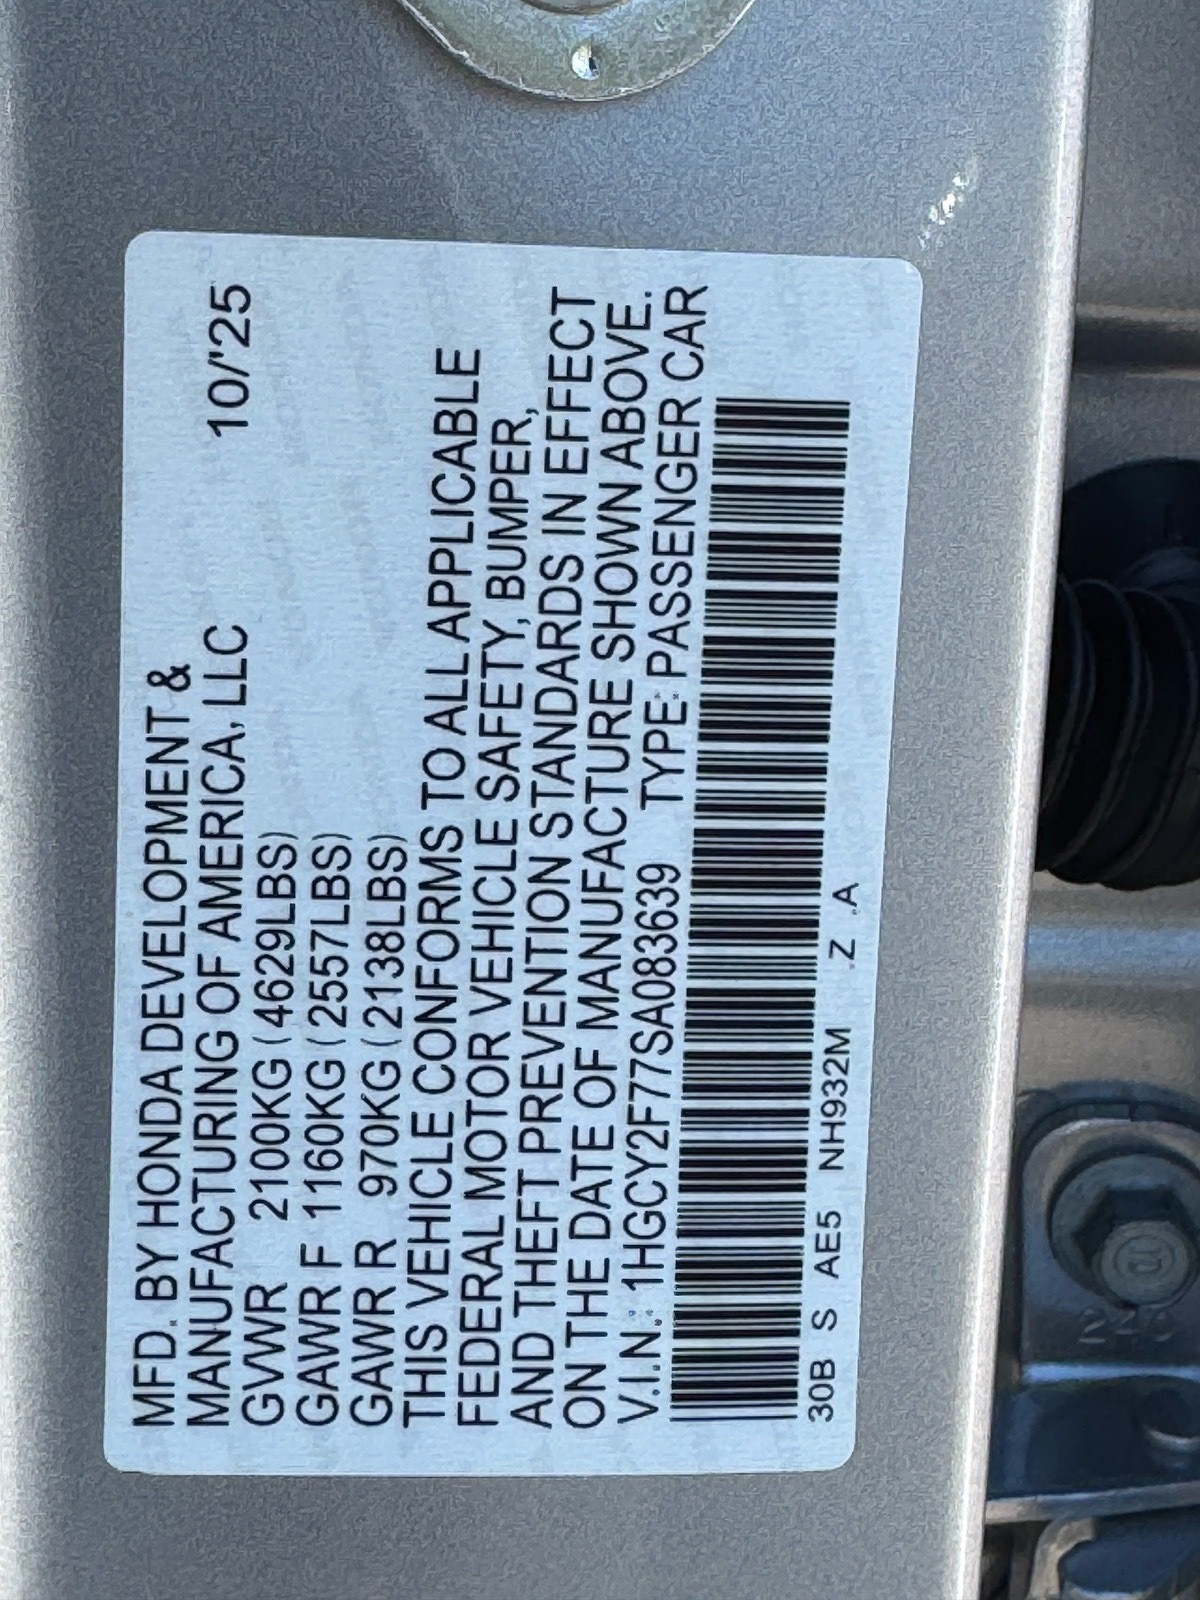 MFD. BY HONDA DEVELOPMENT &
MANUFACTURING OF AMERICA, LLC 10/'25
GVWR 2100KG (4629LBS)
GAWR F 1160KG (2557LBS)
GAWR R 970KG (2138LBS)
THIS VEHICLE CONFORMS TO ALL APPLICABLE
FEDERAL MOTOR VEHICLE SAFETY, BUMPER,
AND THEFT PREVENTION STANDARDS IN EFFECT
ON THE DATE OF MANUFACTURE SHOWN ABOVE.
V.I.N.: 1HGCY2F77SA083639 TYPE: PASSENGER CAR
30B S AE5 NH932M Z .A